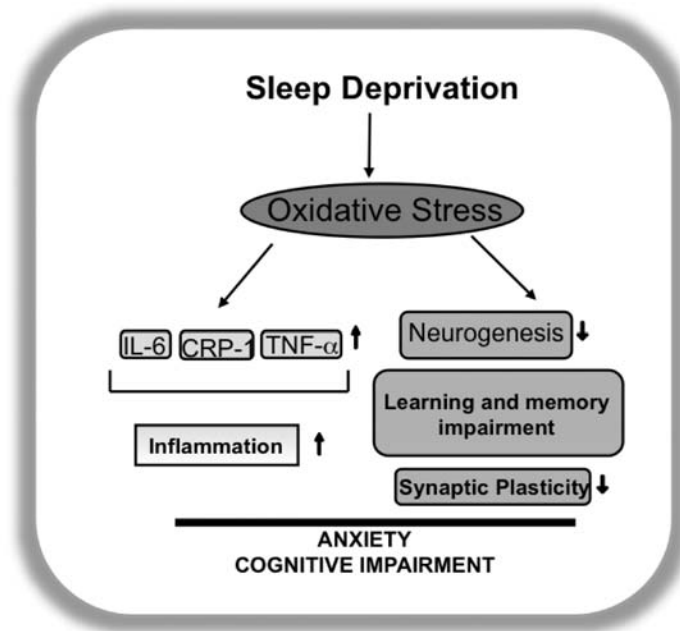 Sleep Deprivation
Oxidative Stress
IL-6 CRP-1 TNF-α
Inflammation
Neurogenesis
Learning and memory
impairment
Synaptic Plasticity
ANXIETY
COGNITIVE IMPAIRMENT